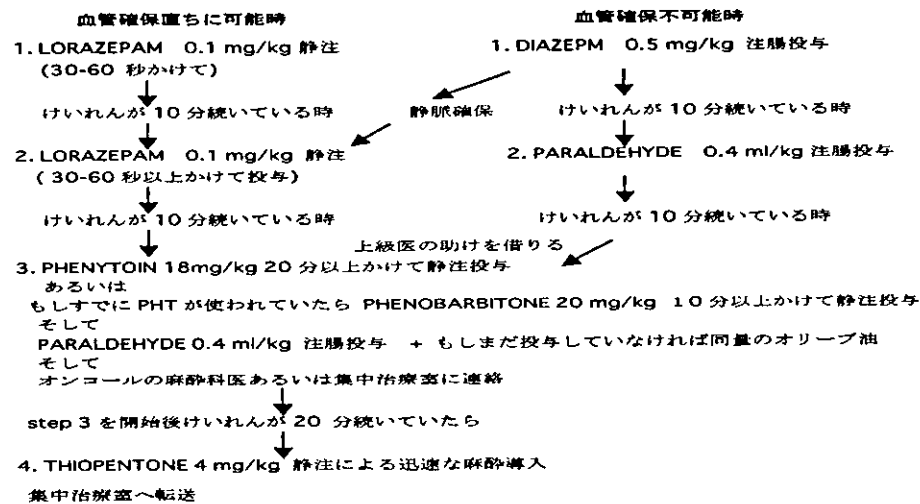 血管確保直ちに可能時
血管確保不可能時
1. LORAZEPAM 0.1 mg/kg 静注
(30-60 秒かけて)
1. DIAZEPM 0.5 mg/kg 注腸投与
けいれんが 10 分続いている時
静脈確保
けいれんが 10 分続いている時
2. LORAZEPAM 0.1 mg/kg 静注
( 30-60 秒以上かけて投与)
2. PARALDEHYDE 0.4 ml/kg 注腸投与
けいれんが 10 分続いている時
けいれんが 10 分続いている時
上級医の助けを借りる
3. PHENYTOIN 18mg/kg 20 分以上かけて静注投与
あるいは
もしすでに PHT が使われていたら PHENOBARBITONE 20 mg/kg 10 分以上かけて静注投与
そして
PARALDEHYDE 0.4 ml/kg 注腸投与 + もしまだ投与していなければ同量のオリーブ油
そして
オンコールの麻酔科医あるいは集中治療室に連絡
step 3 を開始後けいれんが 20 分続いていたら
4. THIOPENTONE 4 mg/kg 静注による迅速な麻酔導入
集中治療室へ転送